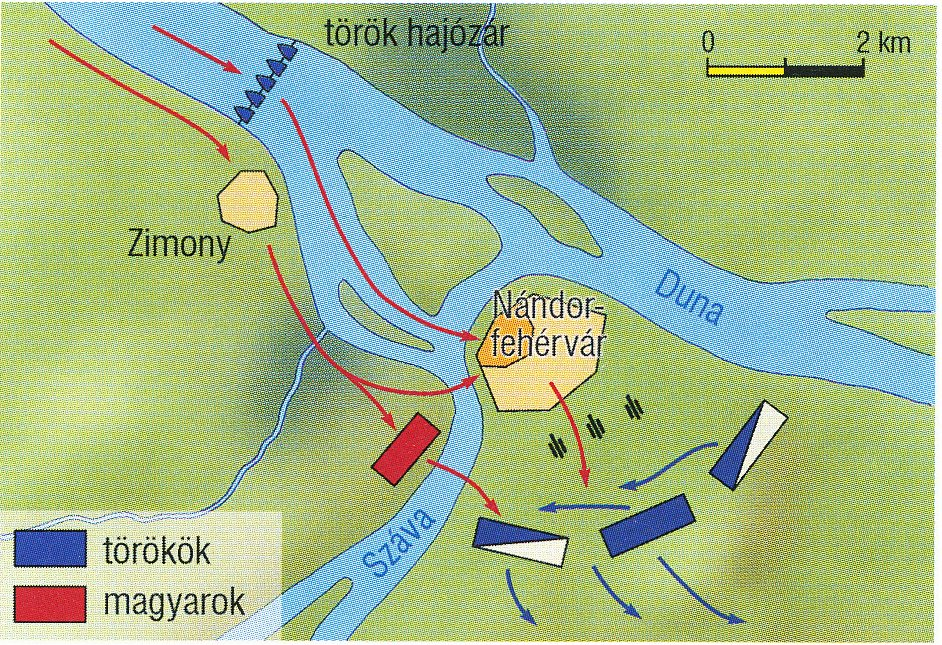 török hajózár
0 2 km
Zimony
Duna
Nándor-
fehérvár
Száva
törökök
magyarok